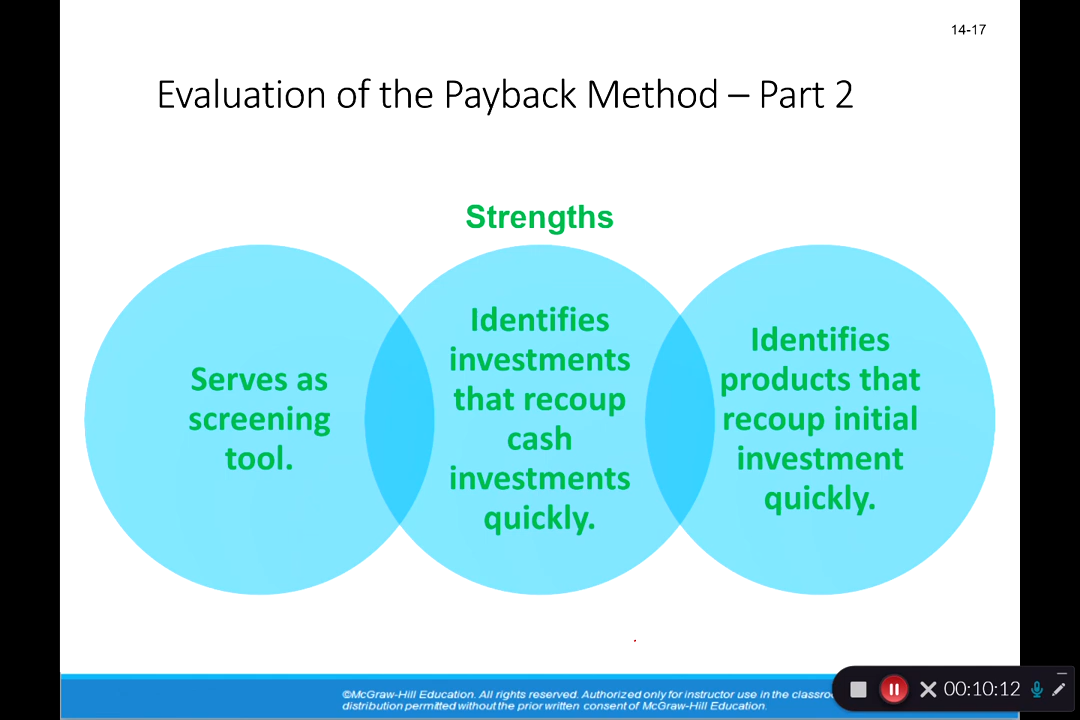 14-17
Evaluation of the Payback Method – Part 2
Strengths
Serves as
screening
tool.
Identifies
investments
that recoup
cash
investments
quickly.
Identifies
products that
recoup initial
investment
quickly.
©McGraw-Hill Education. All rights reserved. Authorized only for instructor use in the
distribution permitted without the prior written consent of McGraw-Hill Education.
00:10:12